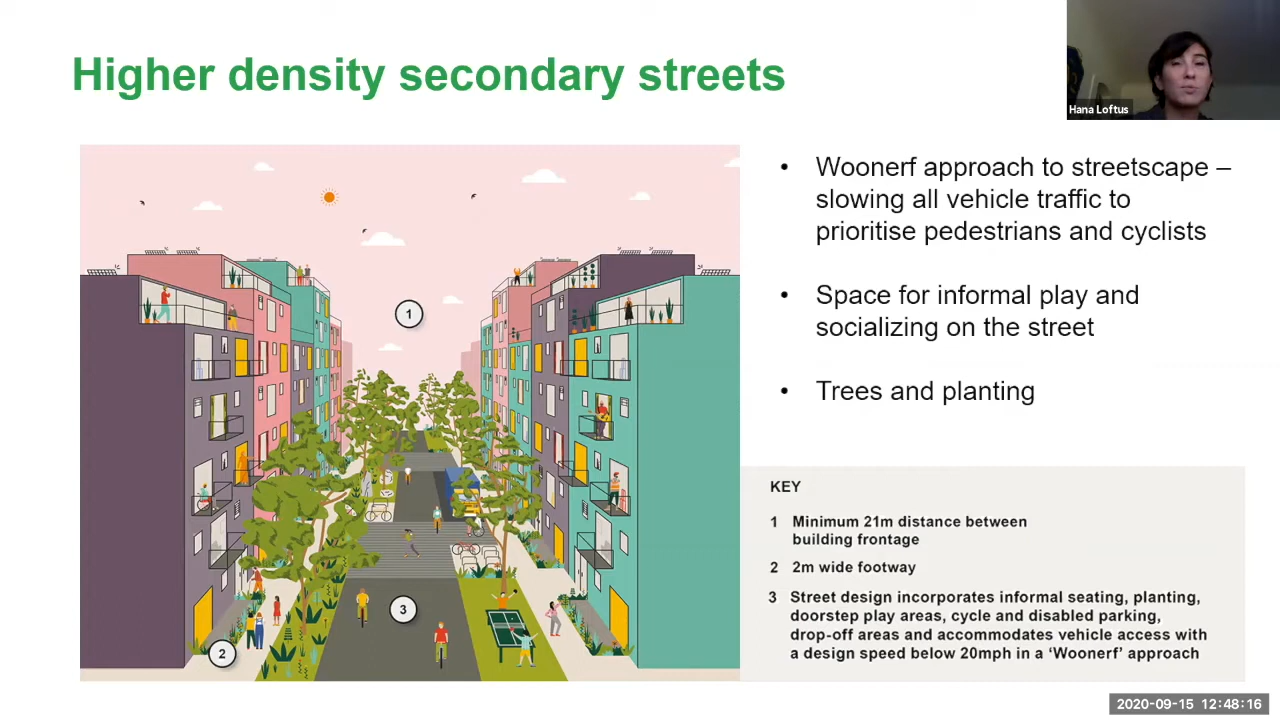 Higher density secondary streets
Hana Loftus
• Woonerf approach to streetscape –
slowing all vehicle traffic to
prioritise pedestrians and cyclists
• Space for informal play and
socializing on the street
• Trees and planting
1
2
3
KEY
1 Minimum 21m distance between
building frontage
2 2m wide footway
3 Street design incorporates informal seating, planting,
doorstep play areas, cycle and disabled parking,
drop-off areas and accommodates vehicle access with
a design speed below 20mph in a ‘Woonerf’ approach
2020-09-15 12:48:16